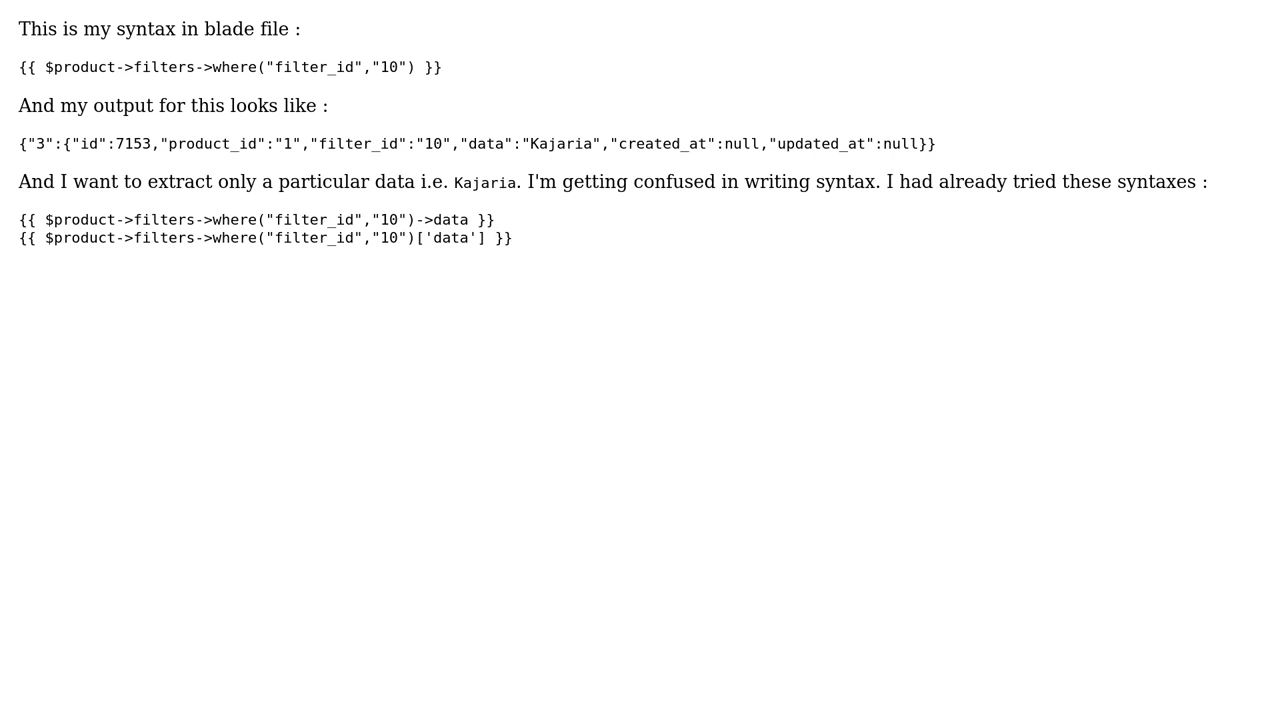 This is my syntax in blade file :
{{ $product->filters->where("filter_id","10") }}
And my output for this looks like :
{"3":{"id":7153,"product_id":"1","filter_id":"10","data":"Kajaria","created_at":null,"updated_at":null}}
And I want to extract only a particular data i.e. Kajaria. I'm getting confused in writing syntax. I had already tried these syntaxes :
{{ $product->filters->where("filter_id","10")->data }}
{{ $product->filters->where("filter_id","10")['data'] }}